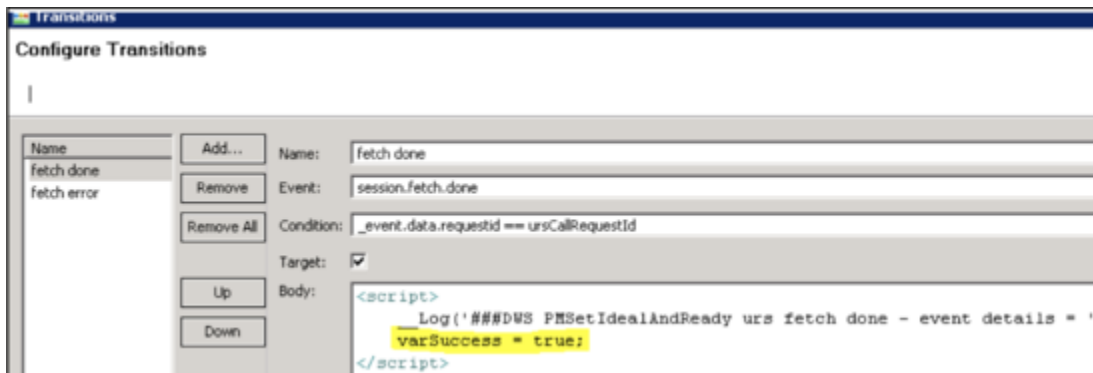 Transitions
Configure Transitions
Name
fetch done
fetch error
Add...
Remove
Remove All
Up
Down
Name: fetch done
Event: session.fetch.done
Condition: _event.data.requestid == ursCallRequestId
Target:
Body:
<script>
__Log('###DWS PMSetIdealAndReady urs fetch done - event details = '
varSuccess = true;
</script>